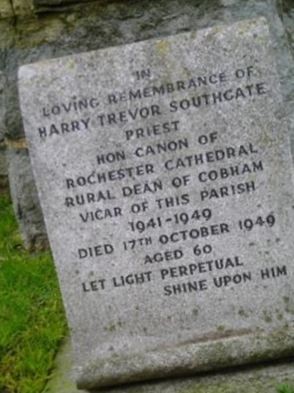 IN
LOVING REMEMBRANCE OF
HARRY TREVOR SOUTHGATE
PRIEST
HON CANON OF
ROCHESTER CATHEDRAL
RURAL DEAN OF COBHAM
VICAR OF THIS PARISH
1941-1949
DIED 17TH OCTOBER 1949
AGED 60
LET LIGHT PERPETUAL
SHINE UPON HIM